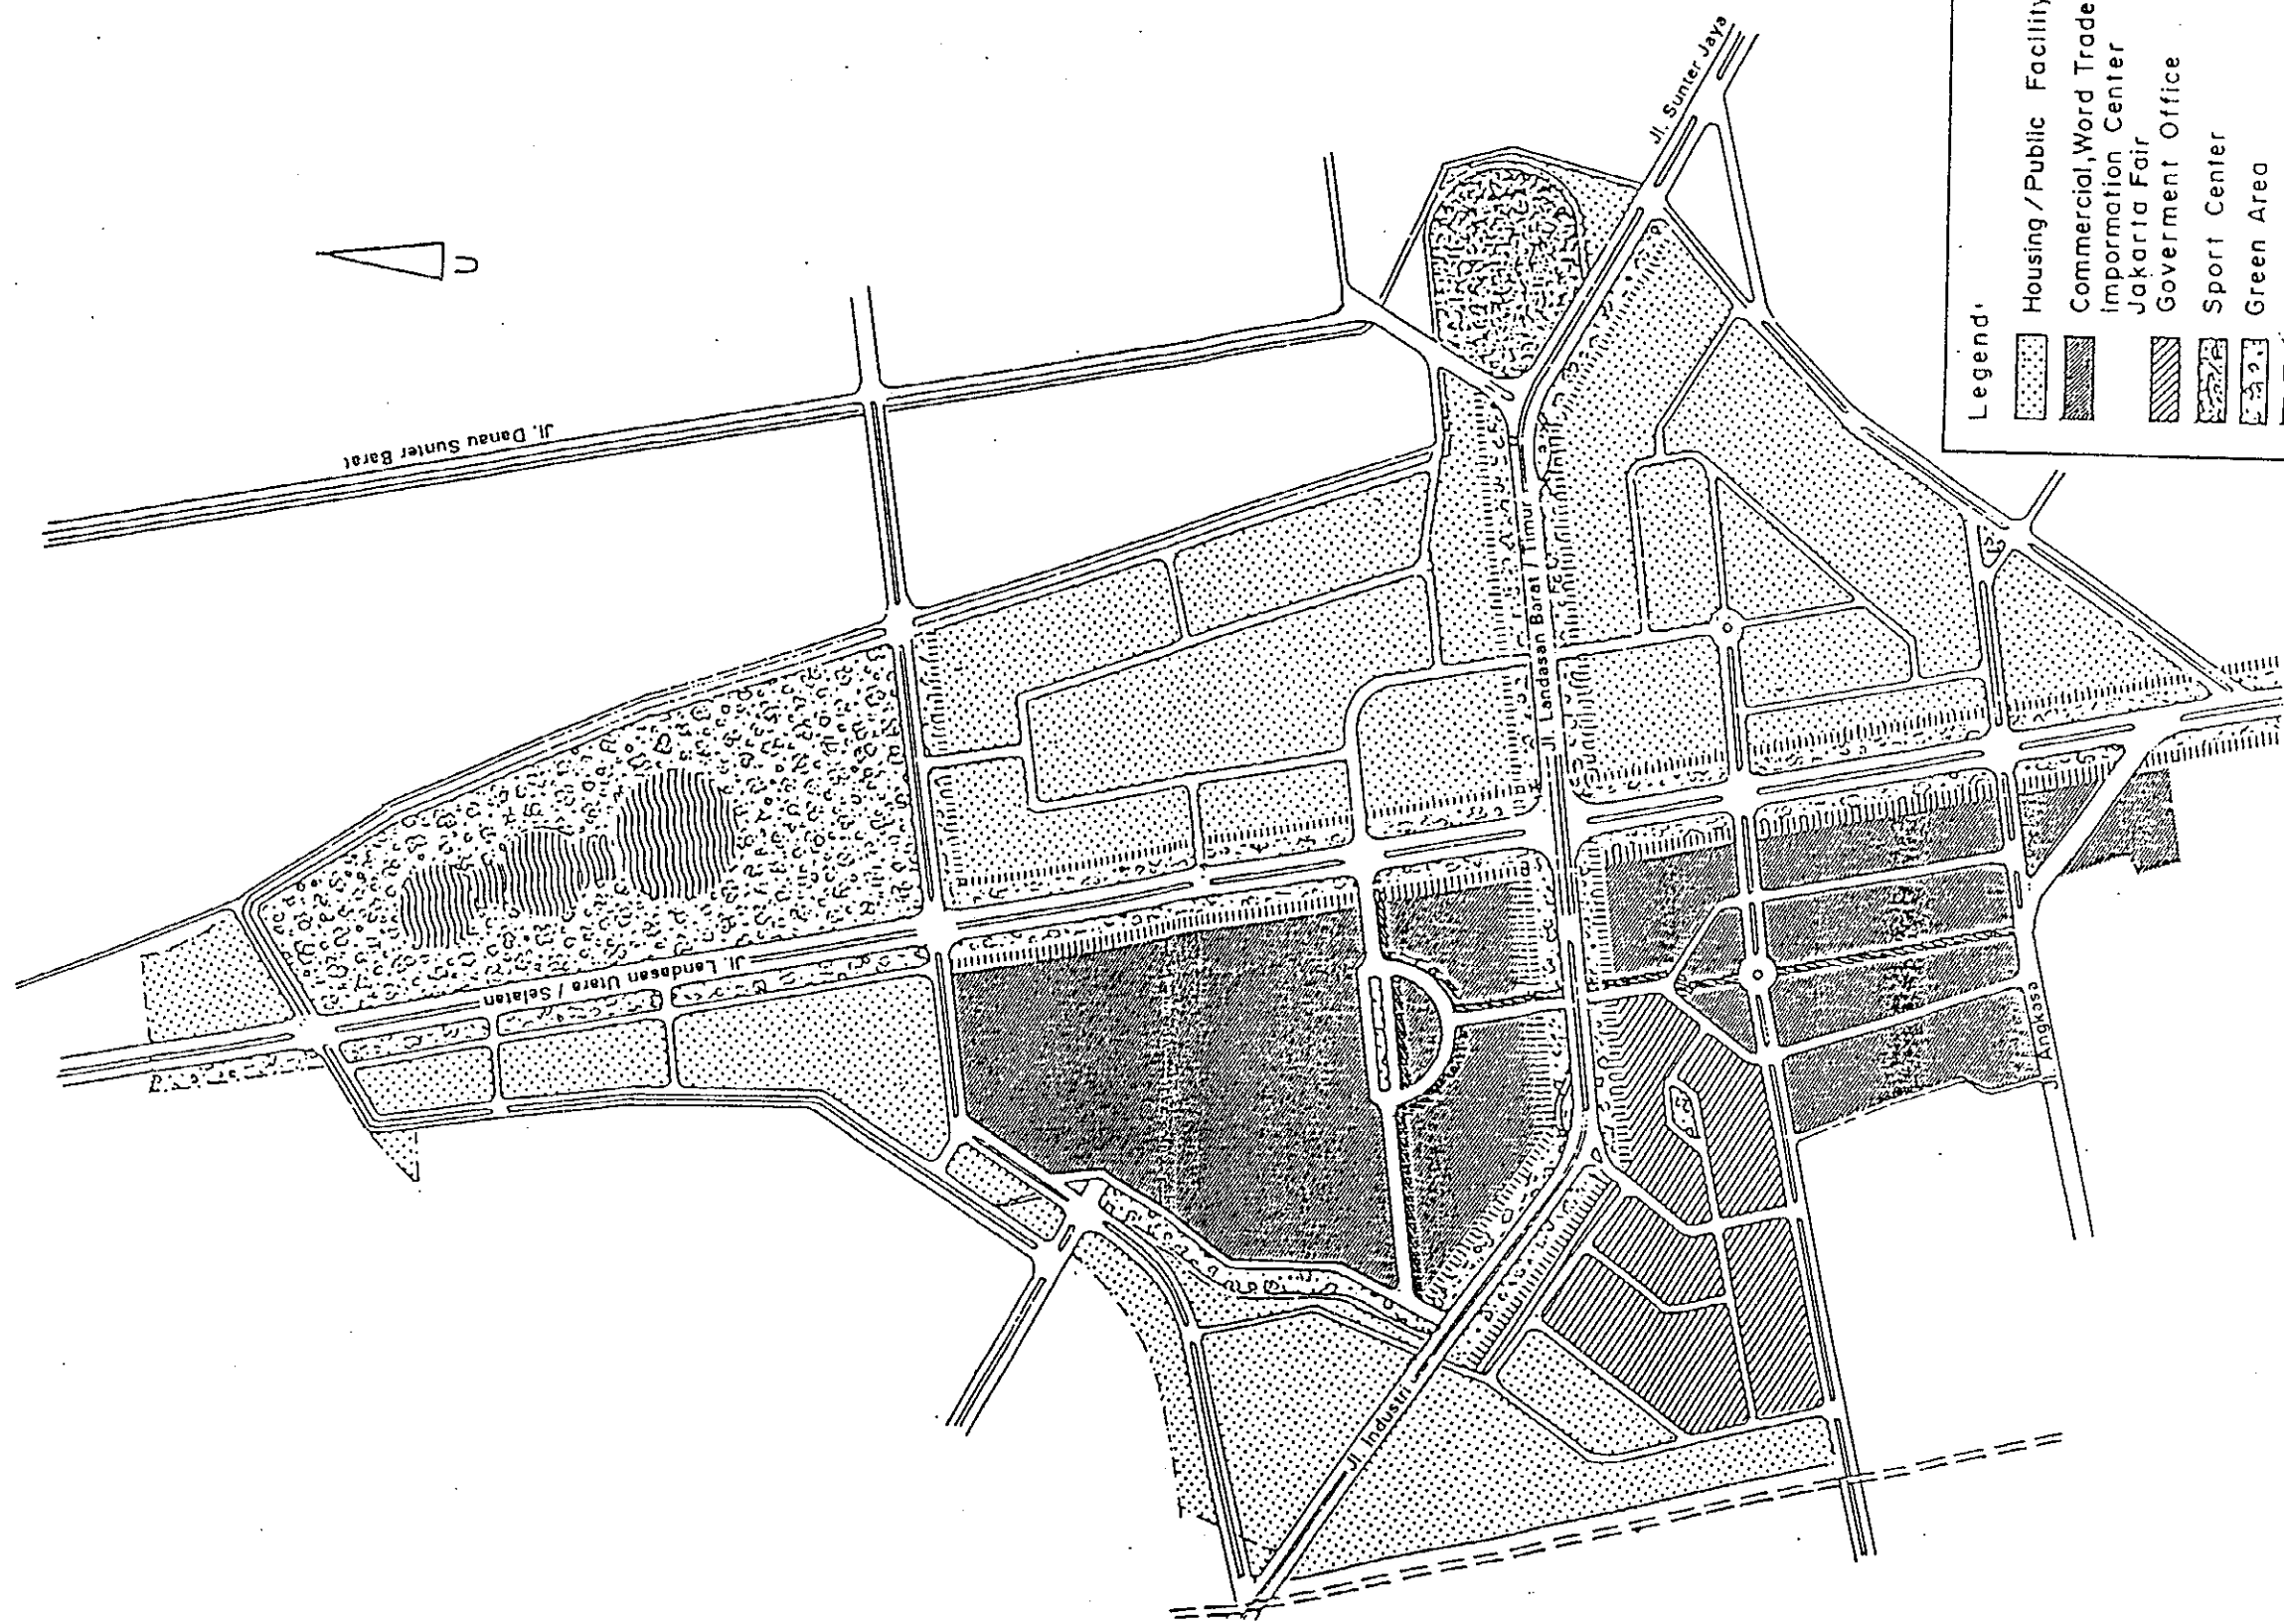 Jl. Sunter Jaya
Jl. Danau Sunter Barat
Jl. Landasan Barat / Timur
Jl. Landasan Utara / Selatan
Angkasa
Jl. Industri
U
Legend:
Housing / Public Facility
Commercial, Word Trade
Impormation Center
Jakarta Fair
Goverment Office
Sport Center
Green Area